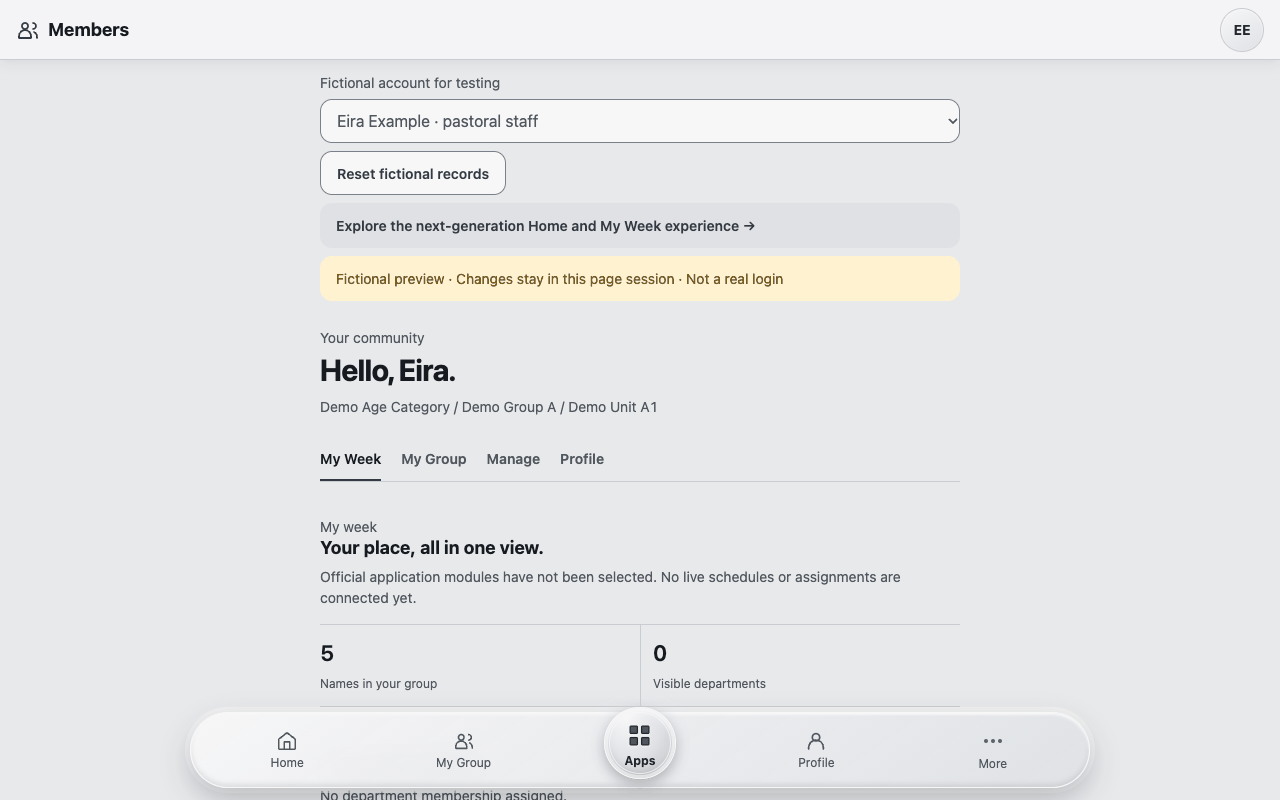 Members
EE
Fictional account for testing
Eira Example · pastoral staff
Reset fictional records
Explore the next-generation Home and My Week experience →
Fictional preview · Changes stay in this page session · Not a real login
Your community
Hello, Eira.
Demo Age Category / Demo Group A / Demo Unit A1
My Week My Group Manage Profile
My week
Your place, all in one view.
Official application modules have not been selected. No live schedules or assignments are
connected yet.
5 0
Names in your group Visible departments
Home My Group Apps Profile More
No department membership assigned.